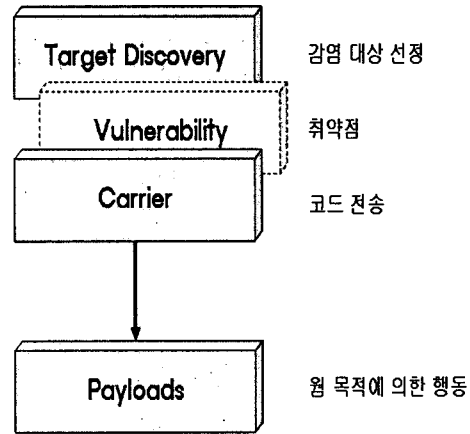 Target Discovery
감염 대상 선정
Vulnerability
취약점
Carrier
코드 전송
Payloads
웜 목적에 의한 행동